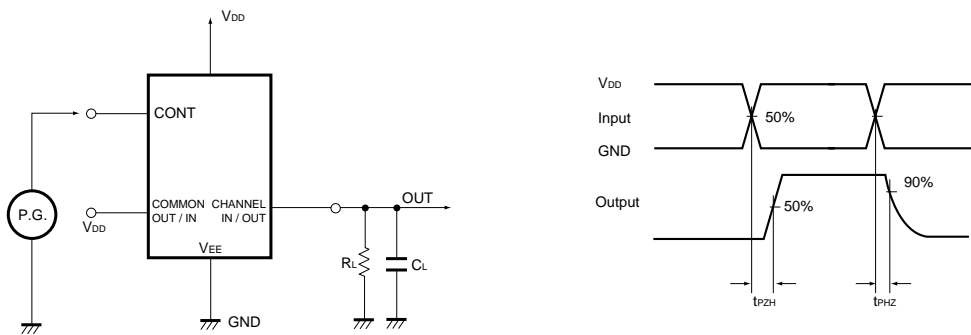 VDD
CONT
P.G.
COMMON
OUT / IN
CHANNEL
IN / OUT
VDD
VEE
GND
OUT
RL
CL
VDD
Input
GND
50%
Output
50%
90%
tPZH
tPHZ